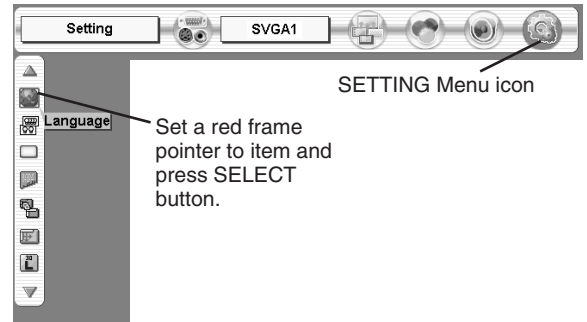 Setting
SVGA1
SETTING Menu icon
Language
Set a red frame
pointer to item and
press SELECT
button.